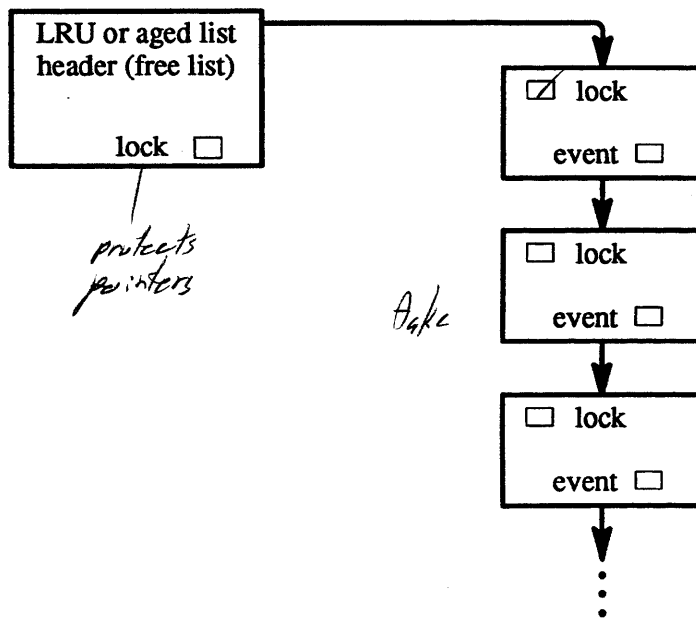 LRU or aged list
header (free list)
lock
protects
pointers
lock
event
lock
event
lock
event